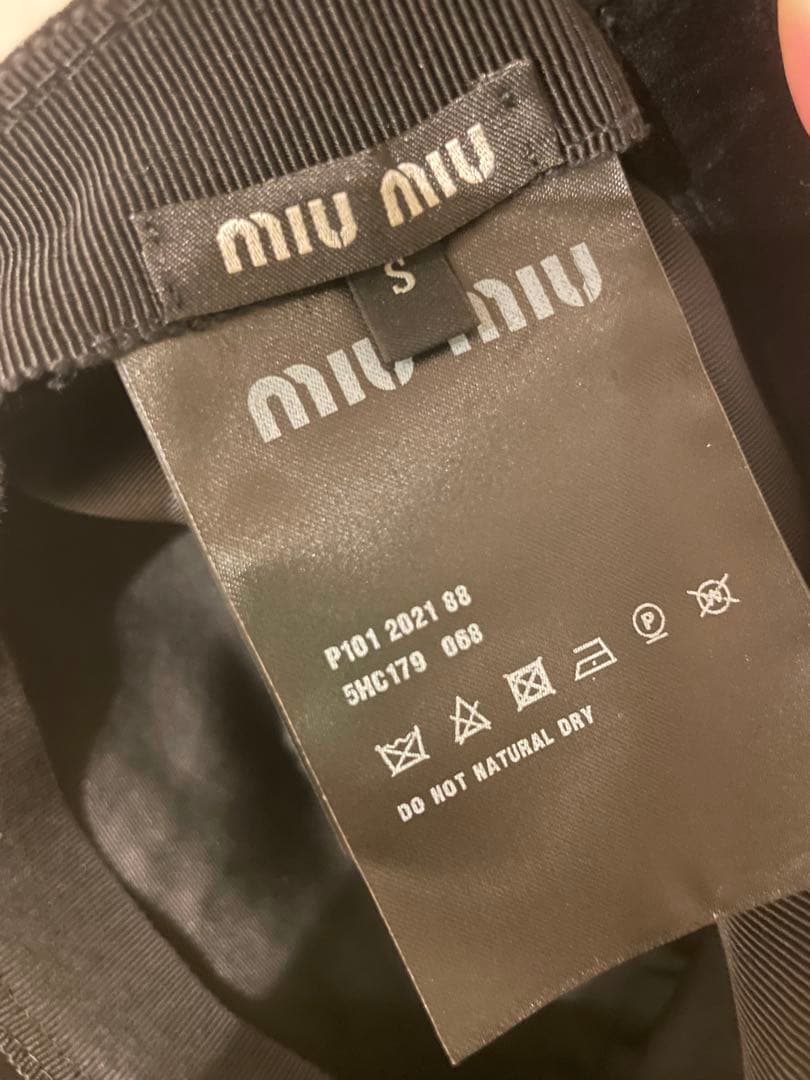 MIU MIU
S
MIU MIU
P101 2021 88
5HC179 068
P W
DO NOT NATURAL DRY